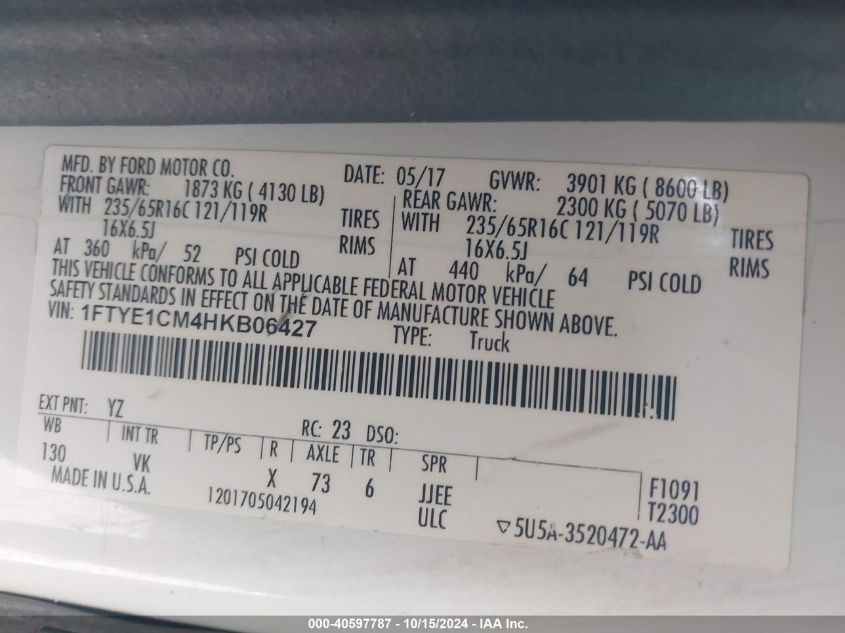 MFD. BY FORD MOTOR CO. DATE: 05/17 GVWR: 3901 KG ( 8600 LB)
FRONT GAWR: 1873 KG ( 4130 LB) REAR GAWR: 2300 KG ( 5070 LB)
WITH 235/65R16C 121/119R TIRES WITH 235/65R16C 121/119R TIRES
16X6.5J RIMS 16X6.5J RIMS
AT 360 kPa/ 52 PSI COLD AT 440 kPa/ 64 PSI COLD
THIS VEHICLE CONFORMS TO ALL APPLICABLE FEDERAL MOTOR VEHICLE
SAFETY STANDARDS IN EFFECT ON THE DATE OF MANUFACTURE SHOWN ABOVE.
VIN: 1FTYE1CM4HKB06427 TYPE: Truck
EXT PNT: YZ RC: 23 DSO:
WB INT TR TP/PS R AXLE TR SPR
130 VK X 73 6 JJEE F1091
MADE IN U.S.A. 1201705042194 ULC T2300
▽5U5A-3520472-AA
000-40597787 - 10/15/2024 - IAA Inc.